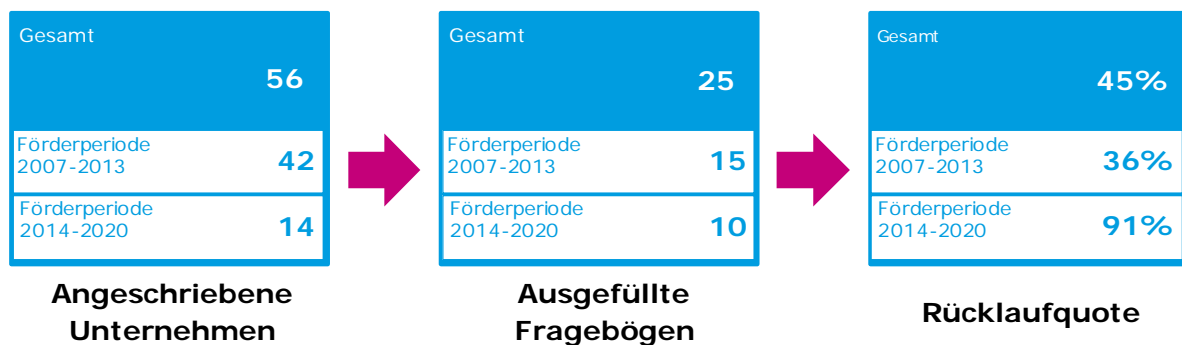 Gesamt
56
Förderperiode
2007-2013
42
Förderperiode
2014-2020
14
Angeschriebene
Unternehmen
Gesamt
25
Förderperiode
2007-2013
15
Förderperiode
2014-2020
10
Ausgefüllte
Fragebögen
Gesamt
45%
Förderperiode
2007-2013
36%
Förderperiode
2014-2020
91%
Rücklaufquote